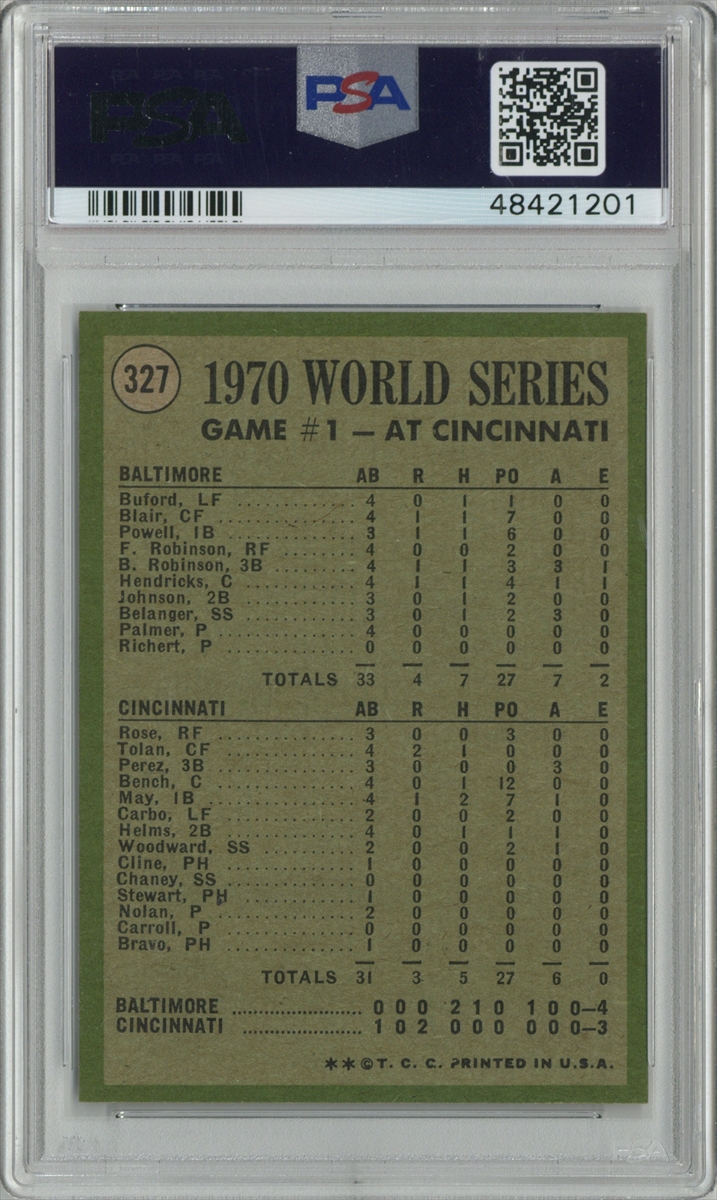 PSA PSA PSA
PSA
PSA PSA PSA
PSA
48421201
327
1970 WORLD SERIES
GAME #1 – AT CINCINNATI
BALTIMORE AB R H PO A E
Buford, LF .......... 4 0 1 1 0 0
Blair, CF .......... 4 1 1 7 0 0
Powell, 1B .......... 3 1 1 6 0 0
F. Robinson, RF .......... 4 0 0 2 0 0
B. Robinson, 3B .......... 4 1 1 3 3 1
Hendricks, C .......... 4 1 1 4 1 1
Johnson, 2B .......... 3 0 1 2 0 0
Belanger, SS .......... 3 0 1 2 3 0
Palmer, P .......... 4 0 0 0 0 0
Richert, P .......... 0 0 0 0 0 0
TOTALS 33 4 7 27 7 2
CINCINNATI AB R H PO A E
Rose, RF .......... 3 0 0 3 0 0
Tolan, CF .......... 4 2 1 0 0 0
Perez, 3B .......... 3 0 0 0 3 0
Bench, C .......... 4 0 1 12 0 0
May, 1B .......... 4 1 2 7 1 0
Carbo, LF .......... 2 0 0 2 0 0
Helms, 2B .......... 4 0 1 1 1 0
Woodward, SS .......... 2 0 0 2 1 0
Cline, PH .......... 1 0 0 0 0 0
Chaney, SS .......... 0 0 0 0 0 0
Stewart, PH .......... 1 0 0 0 0 0
Nolan, P .......... 2 0 0 0 0 0
Carroll, P .......... 0 0 0 0 0 0
Bravo, PH .......... 1 0 0 0 0 0
TOTALS 31 3 5 27 6 0
BALTIMORE .......... 0 0 0 2 1 0 1 0 0–4
CINCINNATI .......... 1 0 2 0 0 0 0 0 0–3
**©T. C. G. PRINTED IN U.S.A.
PSA